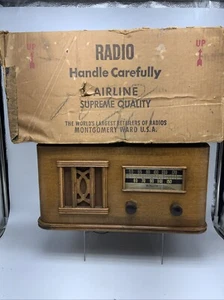 UP
RADIO
UP
Handle Carefully
AIRLINE
SUPREME QUALITY
THE WORLD'S LARGEST RETAILERS OF RADIOS
MONTGOMERY WARD U.S.A.